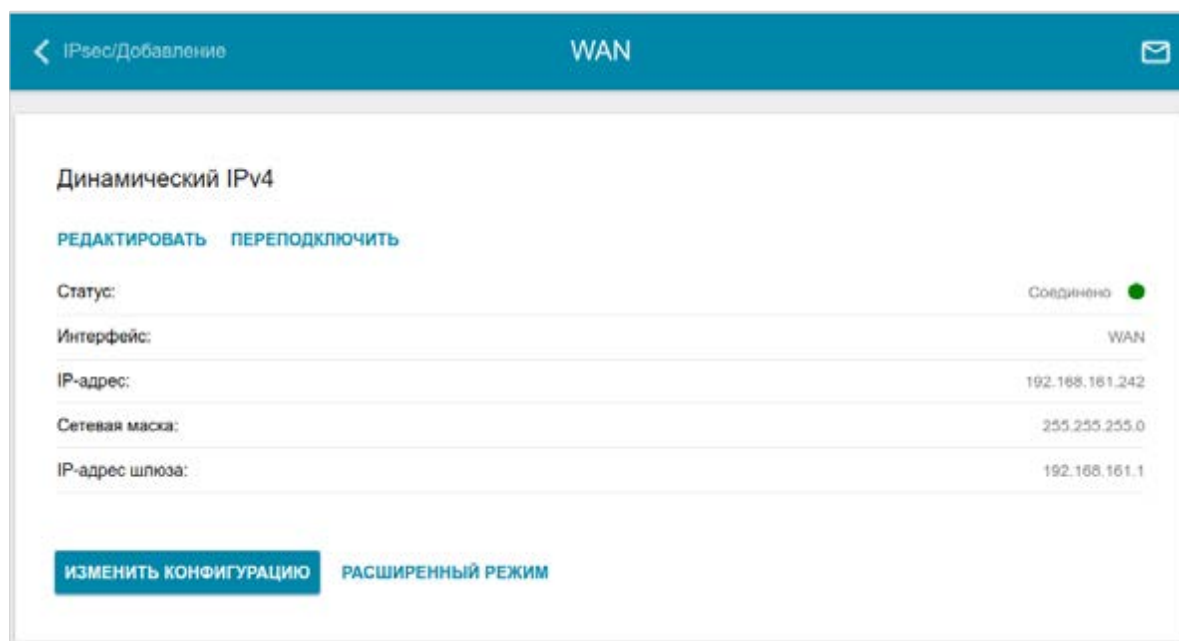 IPsec/Добавление WAN
Динамический IPv4
РЕДАКТИРОВАТЬ ПЕРЕПОДКЛЮЧИТЬ
Статус: Соединено
Интерфейс: WAN
IP-адрес: 192.168.161.242
Сетевая маска: 255.255.255.0
IP-адрес шлюза: 192.168.161.1
ИЗМЕНИТЬ КОНФИГУРАЦИЮ РАСШИРЕННЫЙ РЕЖИМ